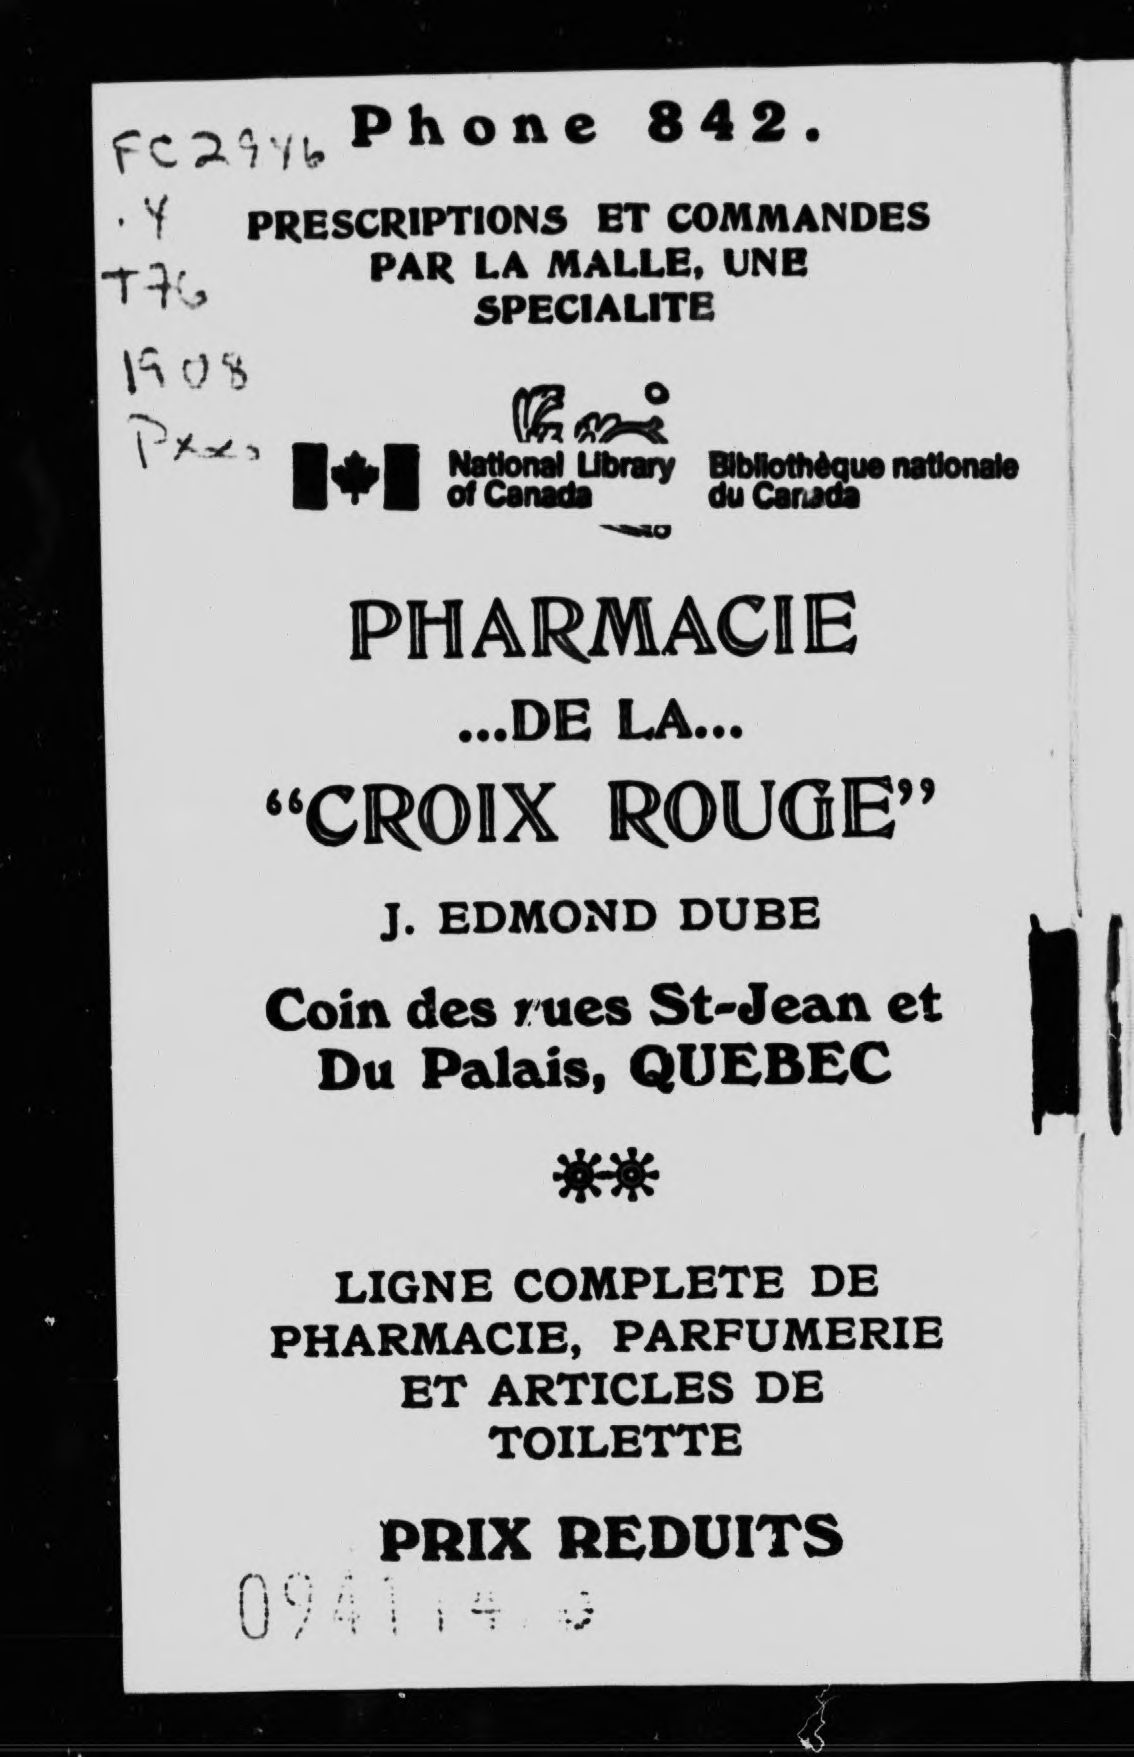 Phone 842.
FC2946
.4
T76
1908
Pxxx
PRESCRIPTIONS ET COMMANDES
PAR LA MALLE, UNE
SPECIALITE
National Library
of Canada
Bibliothèque nationale
du Canada
PHARMACIE
...DE LA...
“CROIX ROUGE”
J. EDMOND DUBE
Coin des rues St-Jean et
Du Palais, QUEBEC
LIGNE COMPLETE DE
PHARMACIE, PARFUMERIE
ET ARTICLES DE
TOILETTE
PRIX REDUITS